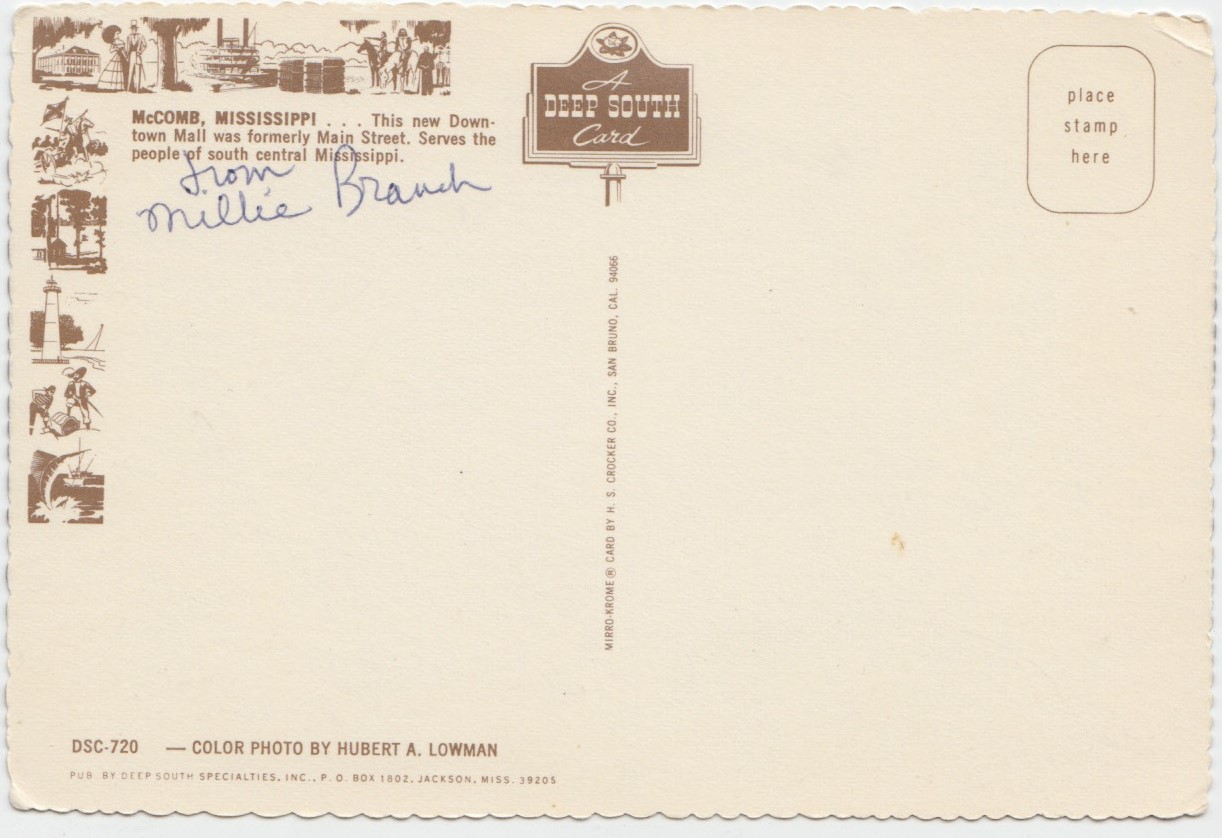 McCOMB, MISSISSIPPI . . . This new Down-
town Mall was formerly Main Street. Serves the
people of south central Mississippi.
from
Millie Branch
A
DEEP SOUTH
Card
place
stamp
here
MIRRO-KROME® CARD BY H. S. CROCKER CO., INC., SAN BRUNO, CAL. 94066
DSC-720 — COLOR PHOTO BY HUBERT A. LOWMAN
PUB. BY DEEP SOUTH SPECIALTIES, INC., P. O. BOX 1802, JACKSON, MISS. 39205